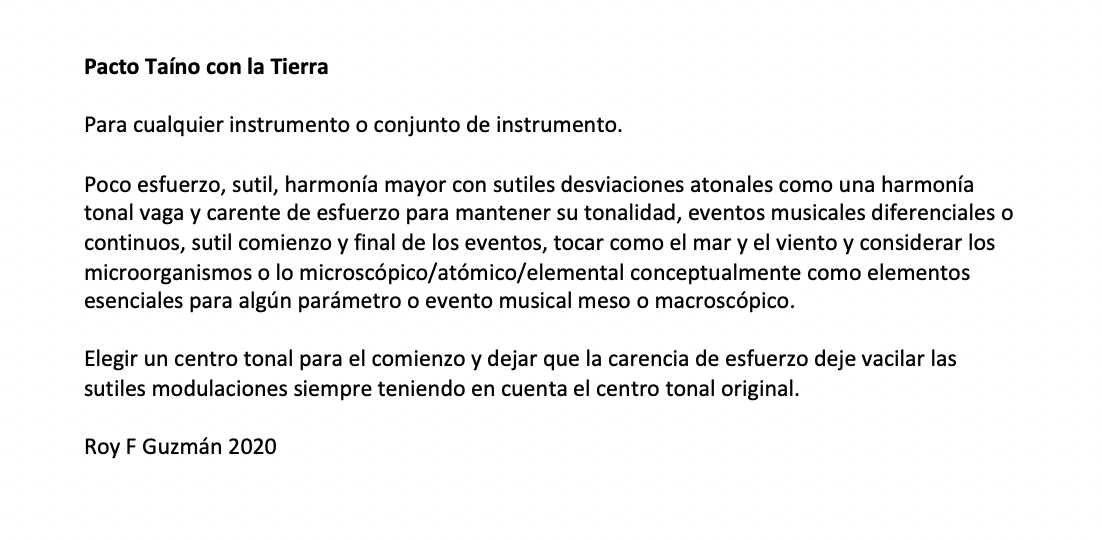 Pacto Taíno con la Tierra
Para cualquier instrumento o conjunto de instrumento.
Poco esfuerzo, sutil, harmonía mayor con sutiles desviaciones atonales como una harmonía
tonal vaga y carente de esfuerzo para mantener su tonalidad, eventos musicales diferenciales o
continuos, sutil comienzo y final de los eventos, tocar como el mar y el viento y considerar los
microorganismos o lo microscópico/atómico/elemental conceptualmente como elementos
esenciales para algún parámetro o evento musical meso o macroscópico.
Elegir un centro tonal para el comienzo y dejar que la carencia de esfuerzo deje vacilar las
sutiles modulaciones siempre teniendo en cuenta el centro tonal original.
Roy F Guzmán 2020